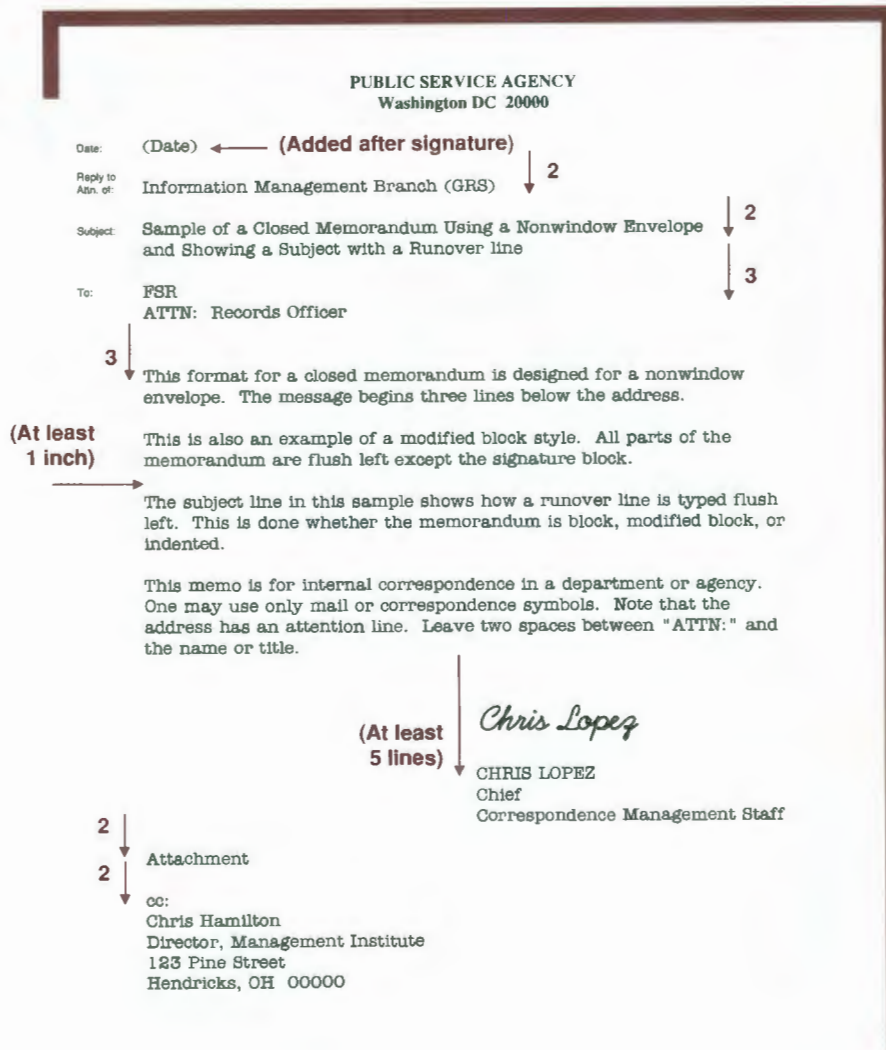 PUBLIC SERVICE AGENCY
Washington DC 20000
Date: (Date) (Added after signature)
2
Reply to
Attn. of: Information Management Branch (GRS)
2
Subject: Sample of a Closed Memorandum Using a Nonwindow Envelope
and Showing a Subject with a Runover line
3
To: FSR
ATTN: Records Officer
3
This format for a closed memorandum is designed for a nonwindow
envelope. The message begins three lines below the address.
(At least
1 inch)
This is also an example of a modified block style. All parts of the
memorandum are flush left except the signature block.
The subject line in this sample shows how a runover line is typed flush
left. This is done whether the memorandum is block, modified block, or
indented.
This memo is for internal correspondence in a department or agency.
One may use only mail or correspondence symbols. Note that the
address has an attention line. Leave two spaces between "ATTN:" and
the name or title.
(At least
5 lines)
Chris Lopez
CHRIS LOPEZ
Chief
Correspondence Management Staff
2
Attachment
2
cc:
Chris Hamilton
Director, Management Institute
123 Pine Street
Hendricks, OH 00000